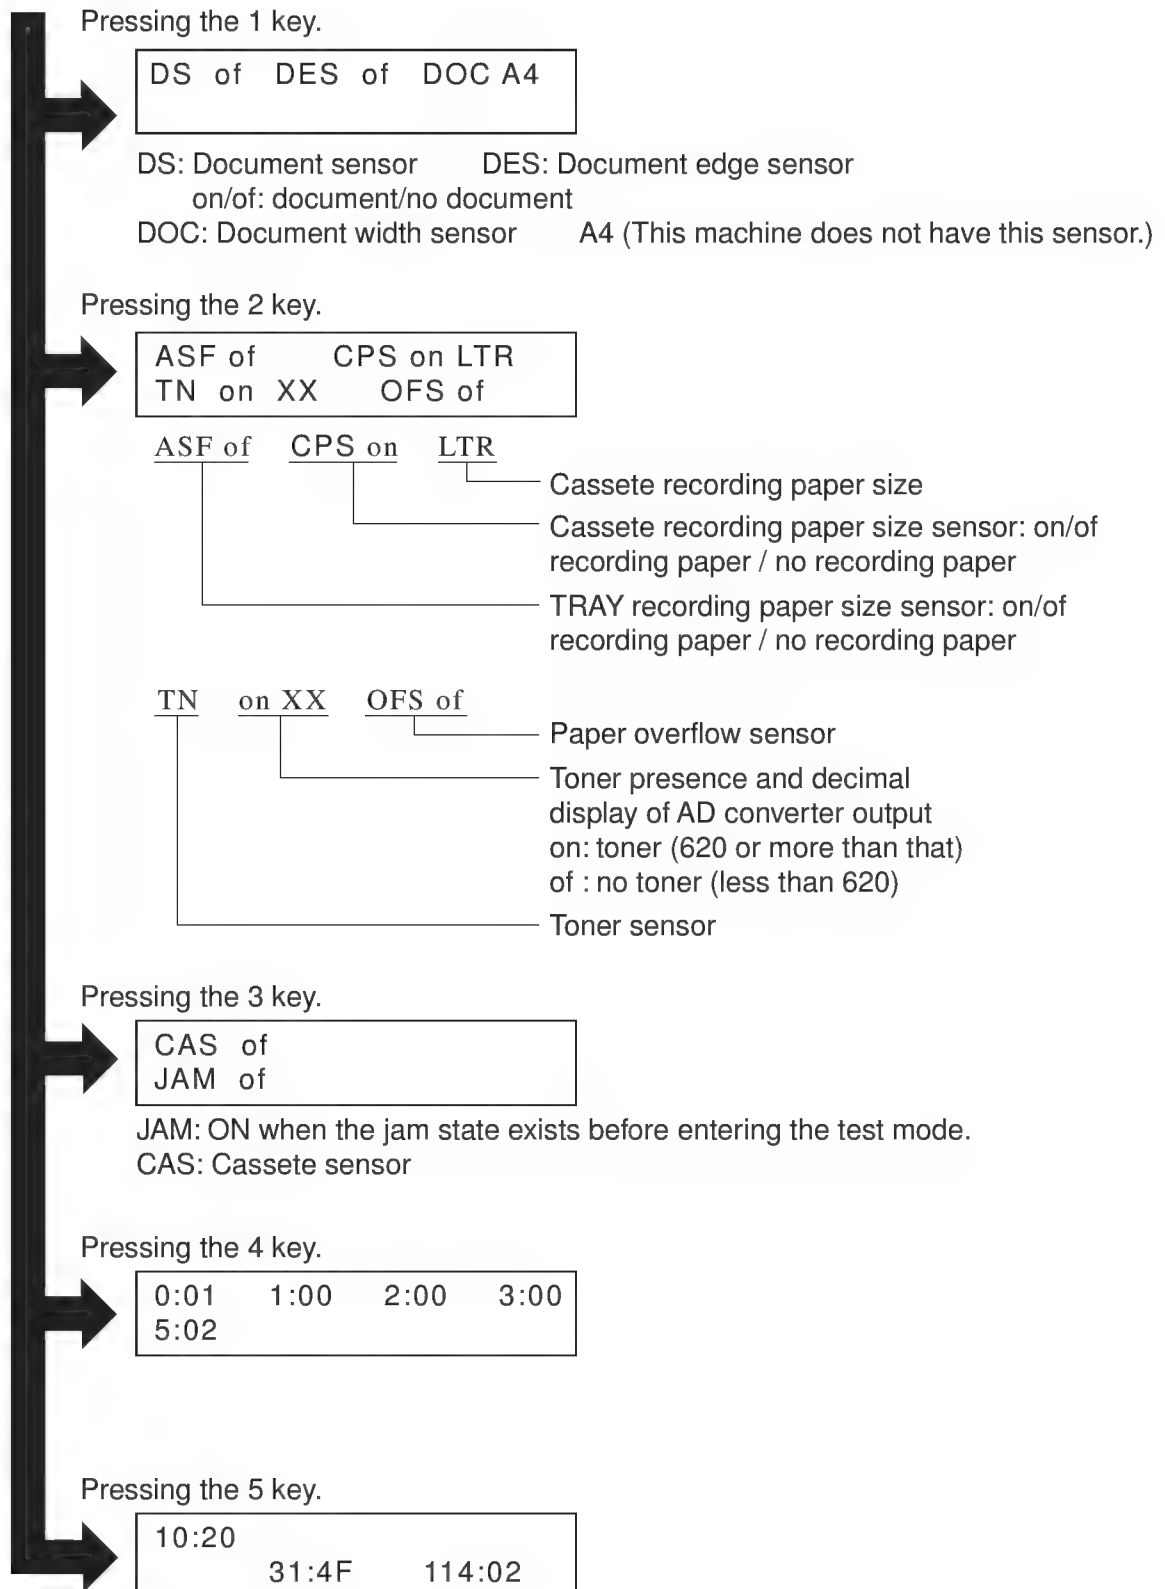 Pressing the 1 key.
DS of DES of DOC A4
DS: Document sensor DES: Document edge sensor
on/of: document/no document
DOC: Document width sensor A4 (This machine does not have this sensor.)
Pressing the 2 key.
ASF of CPS on LTR
TN on XX OFS of
ASF of CPS on LTR
Cassete recording paper size
Cassete recording paper size sensor: on/of
recording paper / no recording paper
TRAY recording paper size sensor: on/of
recording paper / no recording paper
TN on XX OFS of
Paper overflow sensor
Toner presence and decimal
display of AD converter output
on: toner (620 or more than that)
of : no toner (less than 620)
Toner sensor
Pressing the 3 key.
CAS of
JAM of
JAM: ON when the jam state exists before entering the test mode.
CAS: Cassete sensor
Pressing the 4 key.
0:01 1:00 2:00 3:00
5:02
Pressing the 5 key.
10:20
31:4F 114:02